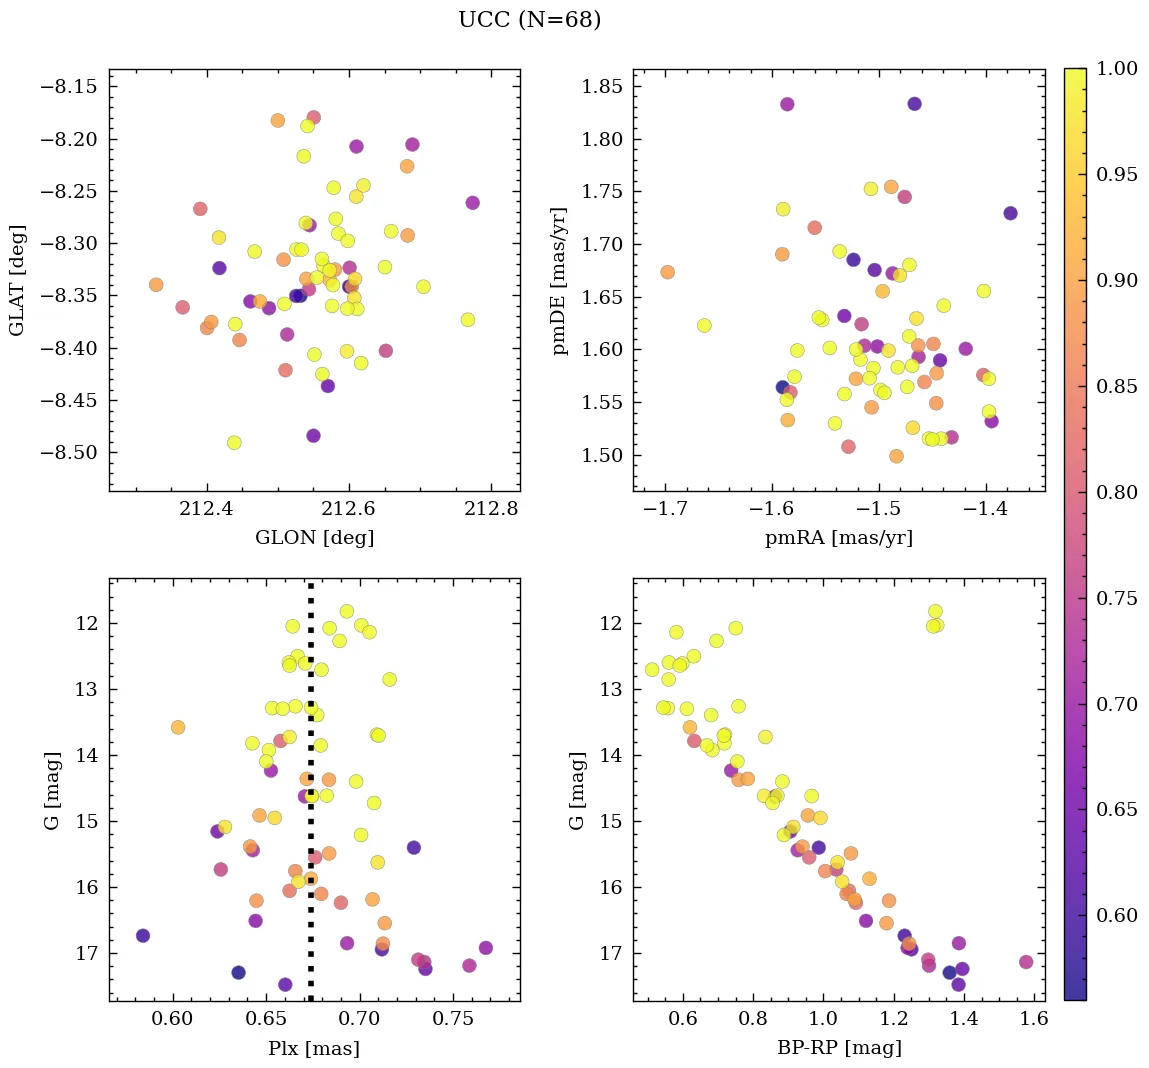 UCC (N=68)
−8.15
−8.20
−8.25
−8.30
−8.35
−8.40
−8.45
−8.50
GLAT [deg]
212.4 212.6 212.8
GLON [deg]
1.85
1.80
1.75
1.70
1.65
1.60
1.55
1.50
pmDE [mas/yr]
−1.7 −1.6 −1.5 −1.4
pmRA [mas/yr]
1.00
0.95
0.90
0.85
0.80
0.75
0.70
0.65
0.60
12
13
14
15
16
17
G [mag]
0.60 0.65 0.70 0.75
Plx [mas]
12
13
14
15
16
17
G [mag]
0.6 0.8 1.0 1.2 1.4 1.6
BP-RP [mag]